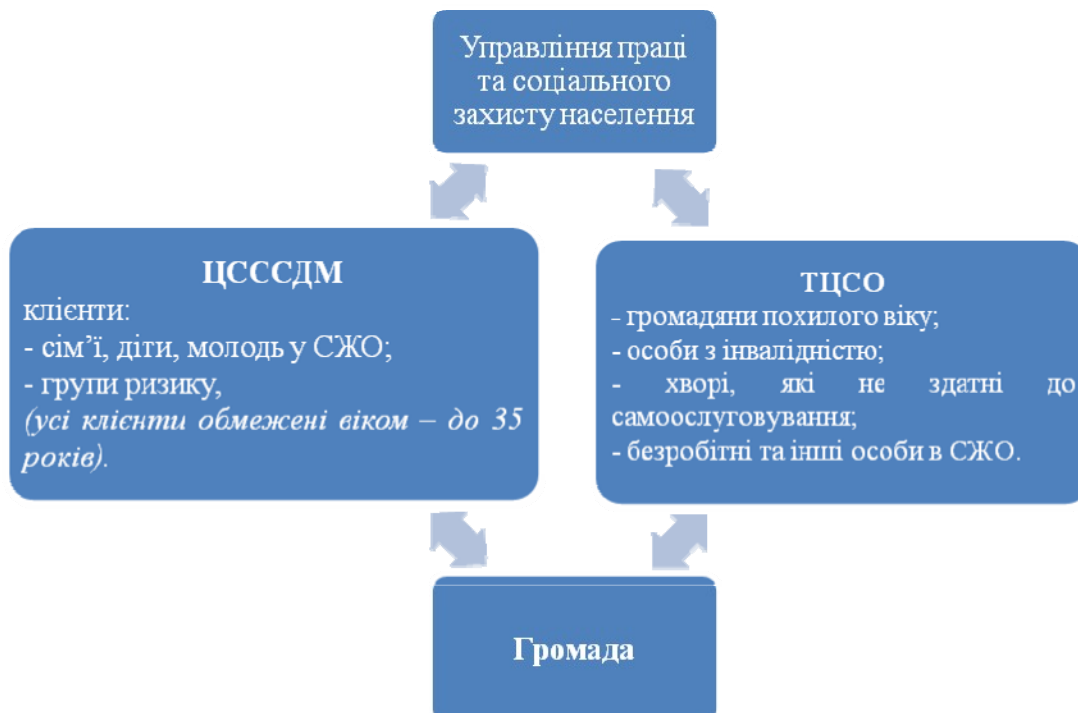 Управління праці
та соціального
захисту населення
ЦСССДМ
клієнти:
- сім’ї, діти, молодь у СЖО;
- групи ризику,
(усі клієнти обмежені віком – до 35
років).
ТЦСО
- громадяни похилого віку;
- особи з інвалідністю;
- хворі, які не здатні до
самоослуговування;
- безробітні та інші особи в СЖО.
Громада